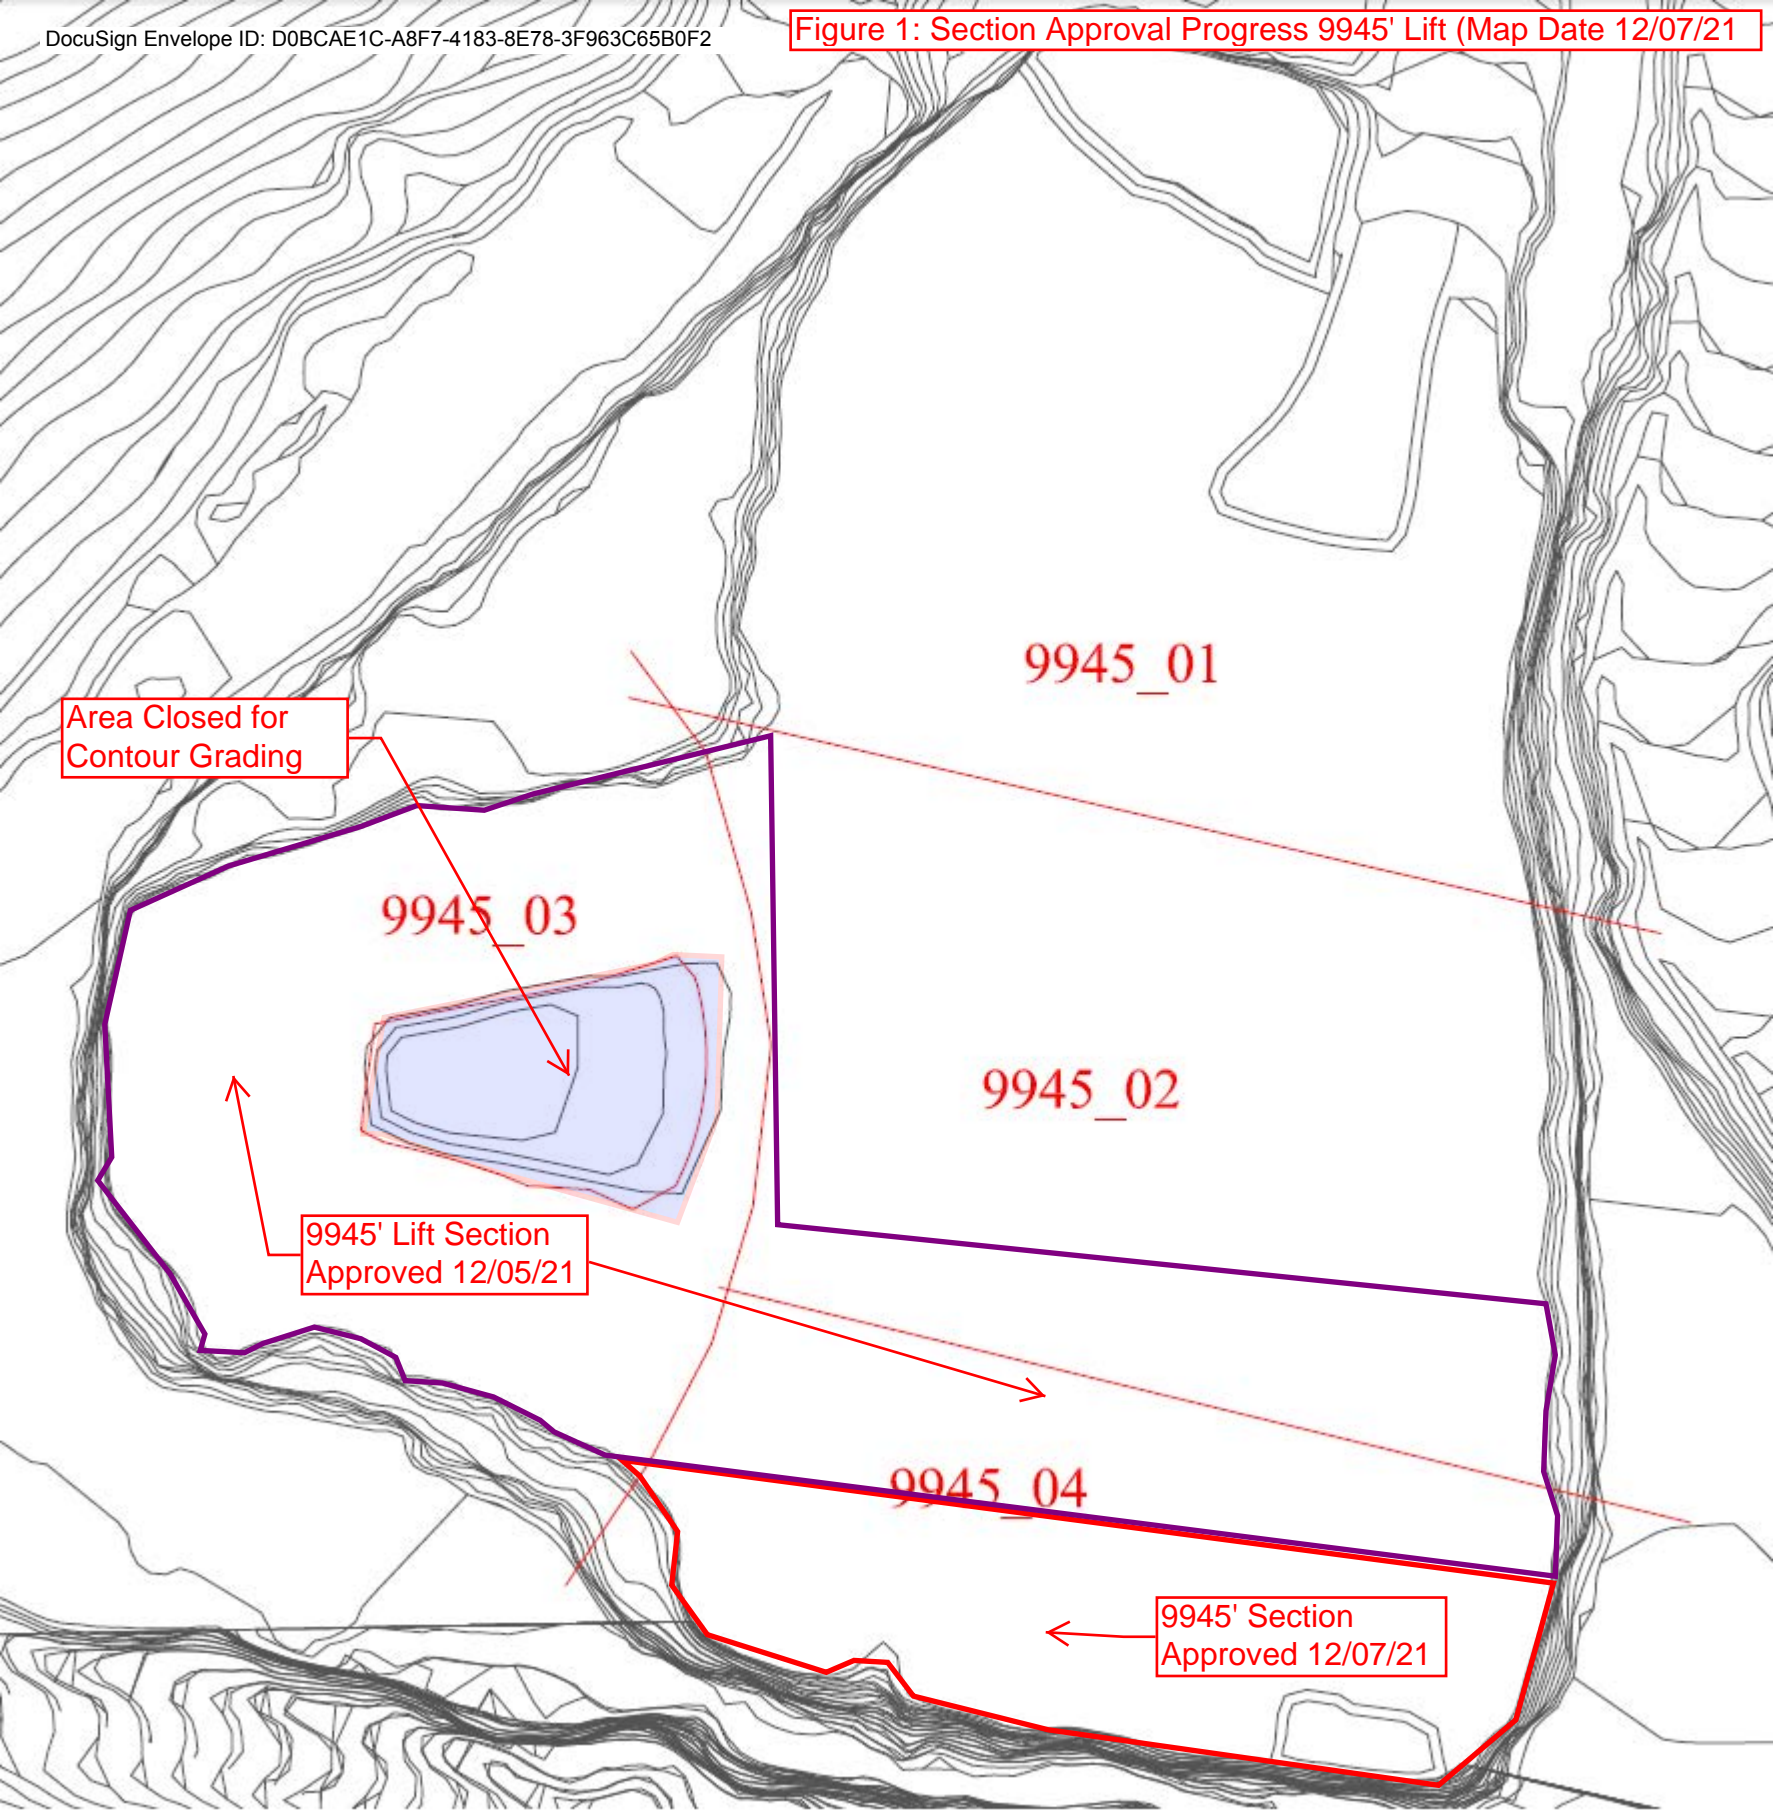 DocuSign Envelope ID: D0BCAE1C-A8F7-4183-8E78-3F963C65B0F2
Figure 1: Section Approval Progress 9945' Lift (Map Date 12/07/21
9945_01
Area Closed for
Contour Grading
9945_03
9945_02
9945' Lift Section
Approved 12/05/21
9945_04
9945' Section
Approved 12/07/21